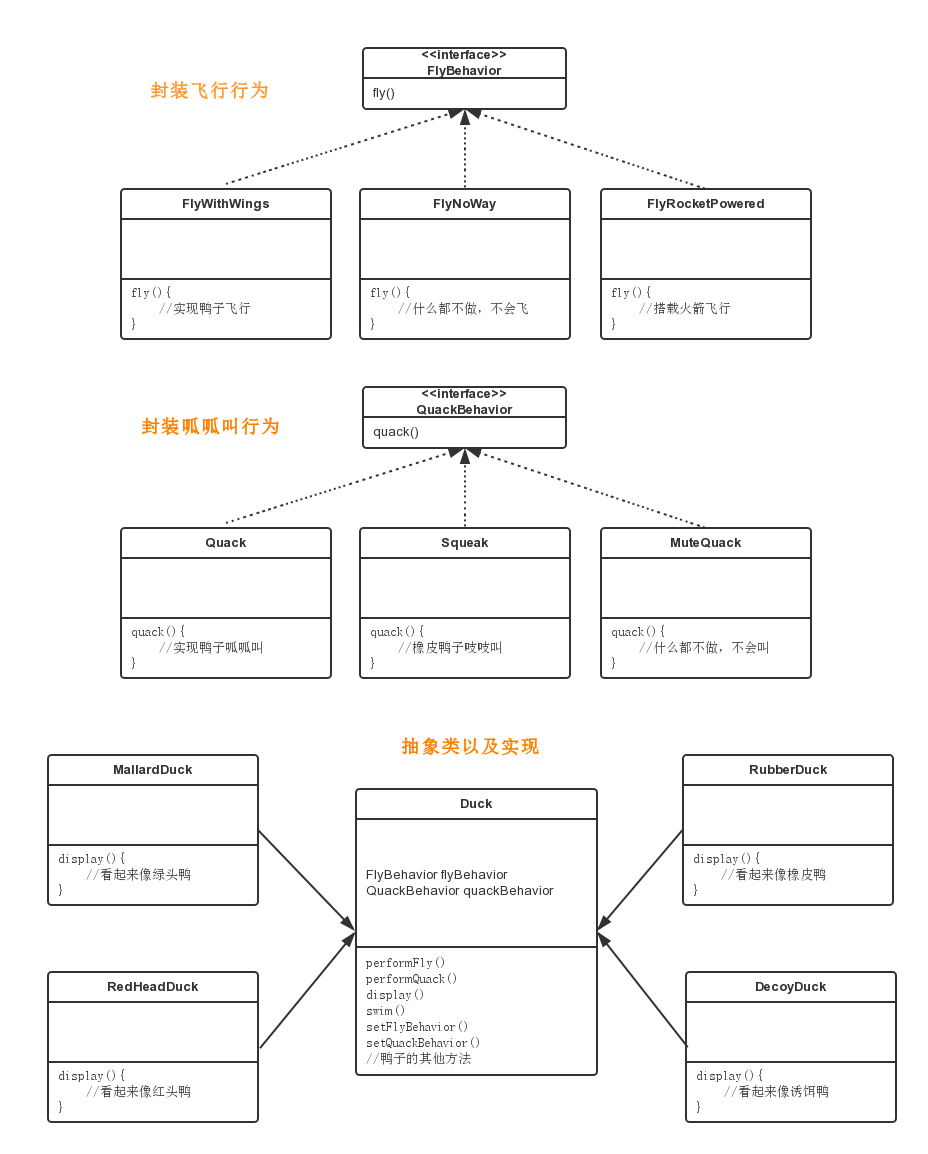 <<interface>>
FlyBehavior
封装飞行行为
fly()
FlyWithWings
fly(){
//实现鸭子飞行
}
FlyNoWay
fly(){
//什么都不做，不会飞
}
FlyRocketPowered
fly(){
//搭载火箭飞行
}
<<interface>>
QuackBehavior
封装呱呱叫行为
quack()
Quack
quack(){
//实现鸭子呱呱叫
}
Squeak
quack(){
//橡皮鸭子吱吱叫
}
MuteQuack
quack(){
//什么都不做，不会叫
}
抽象类以及实现
MallardDuck
display(){
//看起来像绿头鸭
}
RedHeadDuck
display(){
//看起来像红头鸭
}
Duck
FlyBehavior flyBehavior
QuackBehavior quackBehavior
performFly()
performQuack()
display()
swim()
setFlyBehavior()
setQuackBehavior()
//鸭子的其他方法
RubberDuck
display(){
//看起来像橡皮鸭
}
DecoyDuck
display(){
//看起来像诱饵鸭
}